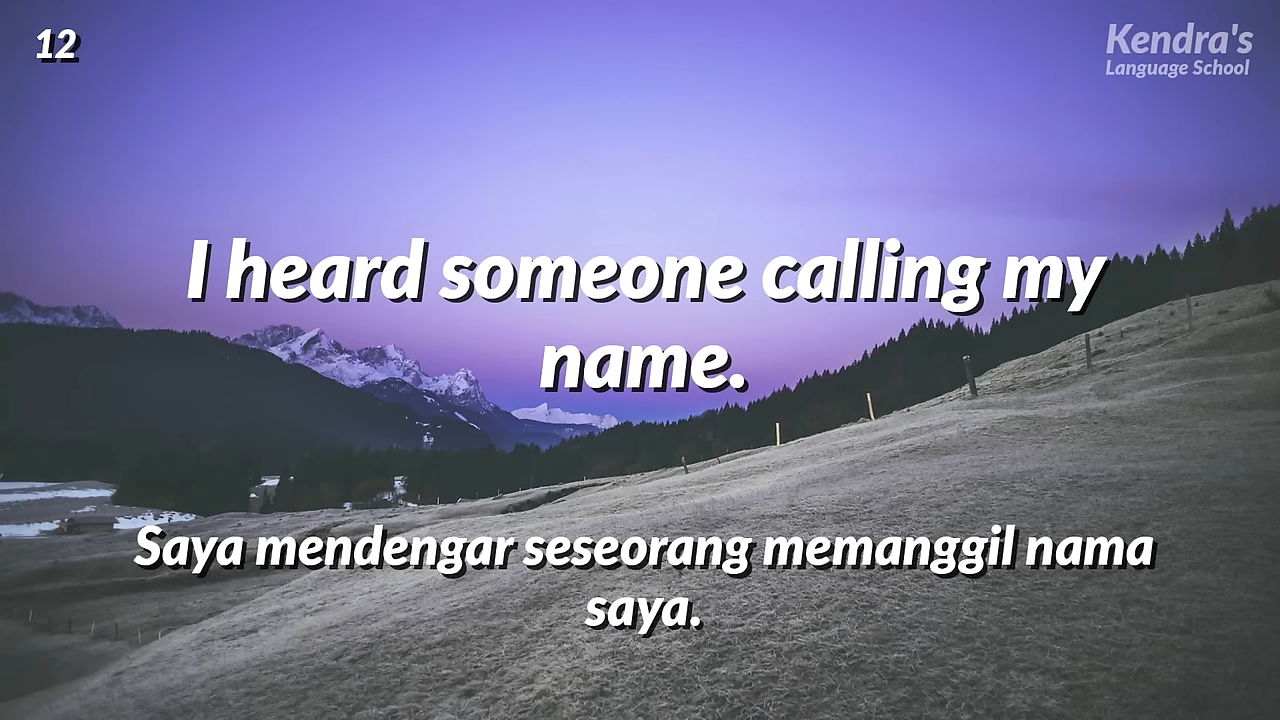 12
Kendra's
Language School
I heard someone calling my
name.
Saya mendengar seseorang memanggil nama
saya.